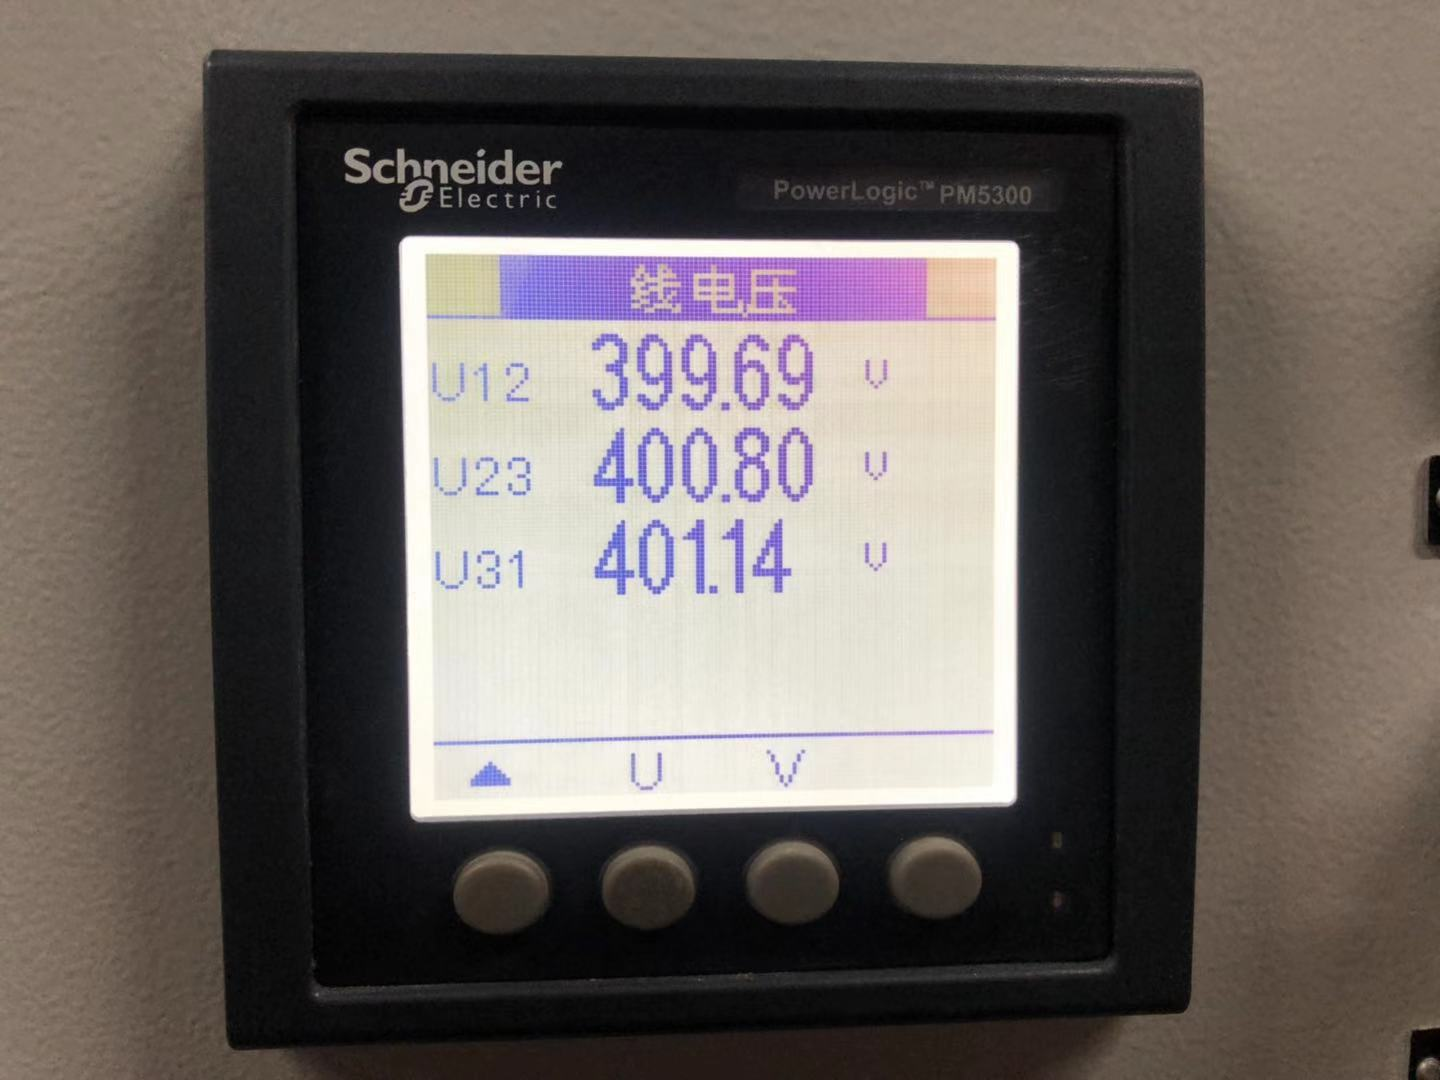 Schneider
Electric
PowerLogic™ PM5300
线电压
U12 399.69 V
U23 400.80 V
U31 401.14 V
U V